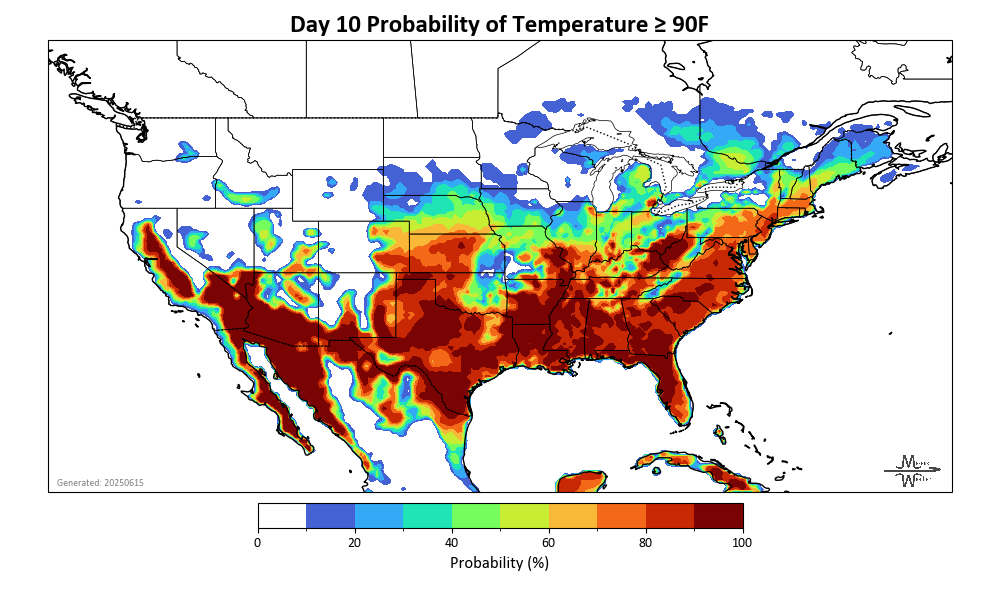 Day 10 Probability of Temperature ≥ 90F
Generated: 20250615
M
W
0 20 40 60 80 100
Probability (%)